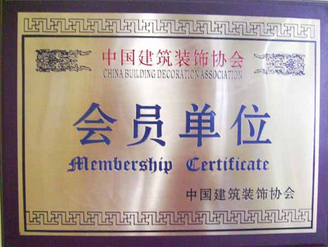 中国建筑装饰协会
CHINA BUILDING DECORATION ASSOCIATION
会员单位
Membership Certificate
中国建筑装饰协会